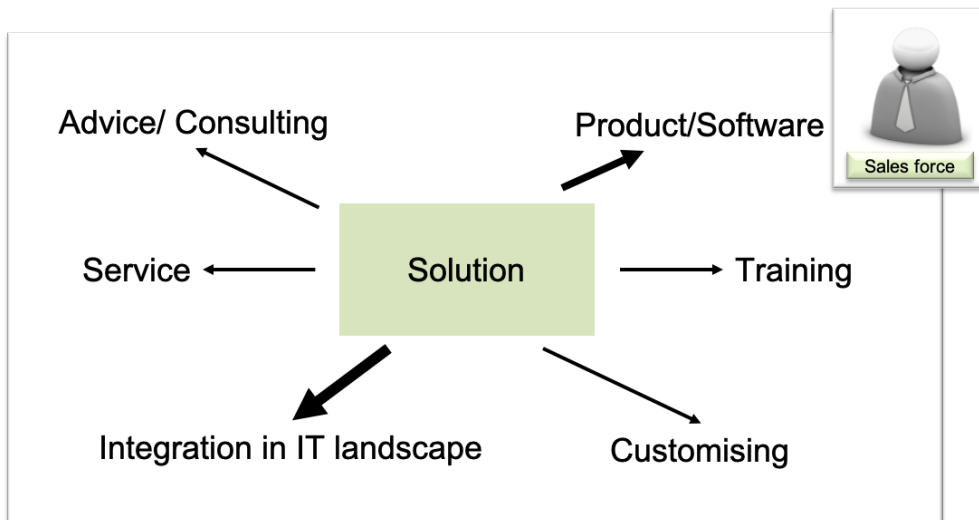 Advice/ Consulting
Product/Software
Sales force
Service
Solution
Training
Integration in IT landscape
Customising